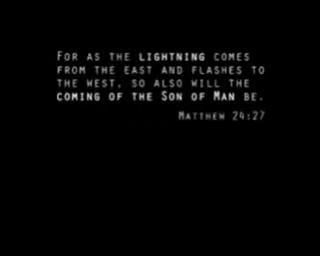 For as the lightning comes
from the east and flashes to
the west, so also will the
coming of the Son of Man be.
Matthew 24:27